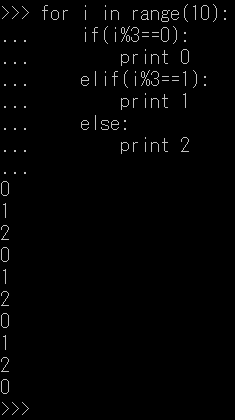 >>> for i in range(10):
...     if(i%3==0):
...         print 0
...     elif(i%3==1):
...         print 1
...     else:
...         print 2
...
0
1
2
0
1
2
0
1
2
0
>>>